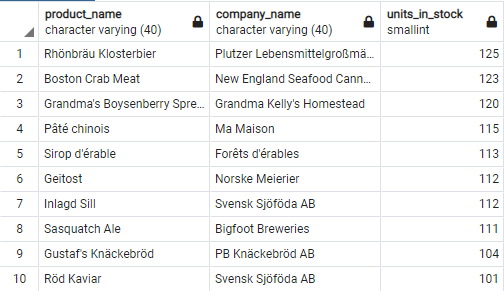 product_name company_name units_in_stock
character varying (40) character varying (40) smallint
1 Rhönbräu Klosterbier Plutzer Lebensmittelgroßmä... 125
2 Boston Crab Meat New England Seafood Cann... 123
3 Grandma's Boysenberry Spre... Grandma Kelly's Homestead 120
4 Pâté chinois Ma Maison 115
5 Sirop d'érable Forêts d'érables 113
6 Geitost Norske Meierier 112
7 Inlagd Sill Svensk Sjöföda AB 112
8 Sasquatch Ale Bigfoot Breweries 111
9 Gustaf's Knäckebröd PB Knäckebröd AB 104
10 Röd Kaviar Svensk Sjöföda AB 101